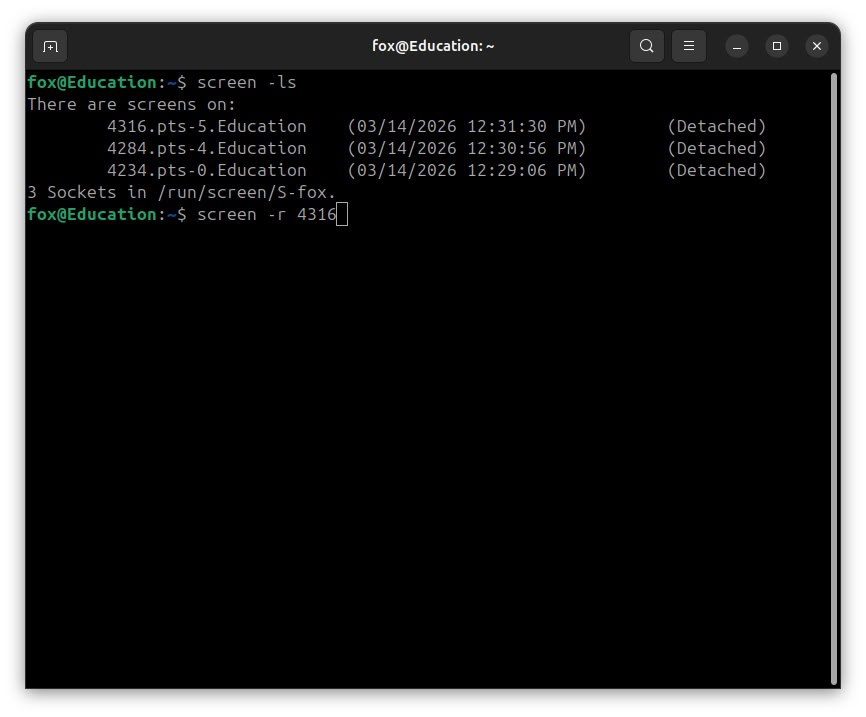 fox@Education: ~
fox@Education:~$ screen -ls
There are screens on:
        4316.pts-5.Education    (03/14/2026 12:31:30 PM)        (Detached)
        4284.pts-4.Education    (03/14/2026 12:30:56 PM)        (Detached)
        4234.pts-0.Education    (03/14/2026 12:29:06 PM)        (Detached)
3 Sockets in /run/screen/S-fox.
fox@Education:~$ screen -r 4316